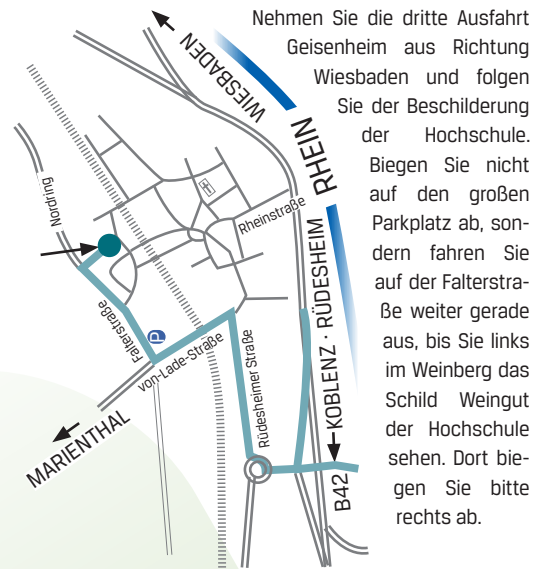 Nehmen Sie die dritte Ausfahrt
Geisenheim aus Richtung
Wiesbaden und folgen
Sie der Beschilderung
der Hochschule.
Biegen Sie nicht
auf den großen
Parkplatz ab, son-
dern fahren Sie
auf der Falterstra-
ße weiter gerade
aus, bis Sie links
im Weinberg das
Schild Weingut
der Hochschule
sehen. Dort bie-
gen Sie bitte
rechts ab.
WIESBADEN
RHEIN
Nordring
Rheinstraße
Falterstraße
P
von-Lade-Straße
Rüdesheimer Straße
KOBLENZ · RÜDESHEIM
MARIENTHAL
B42